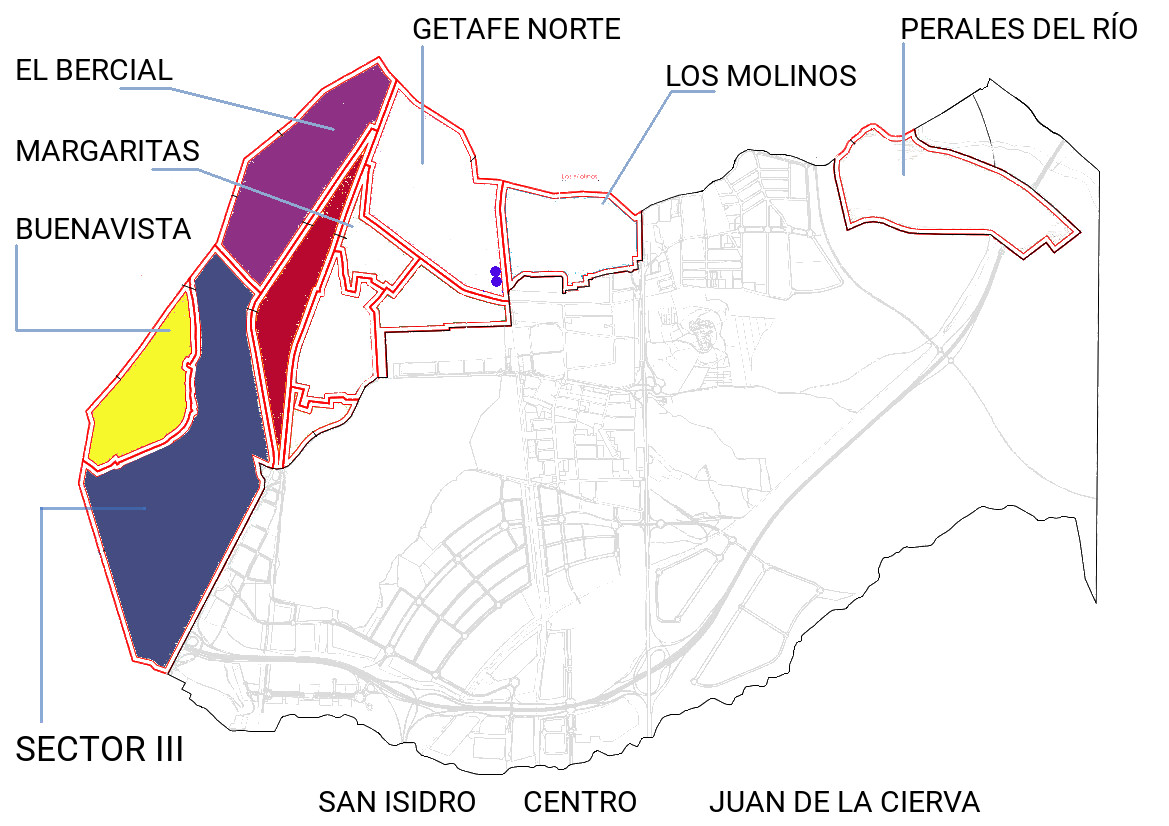 GETAFE NORTE
PERALES DEL RÍO
EL BERCIAL
LOS MOLINOS
MARGARITAS
Los Molinos
BUENAVISTA
SECTOR III
SAN ISIDRO
CENTRO
JUAN DE LA CIERVA